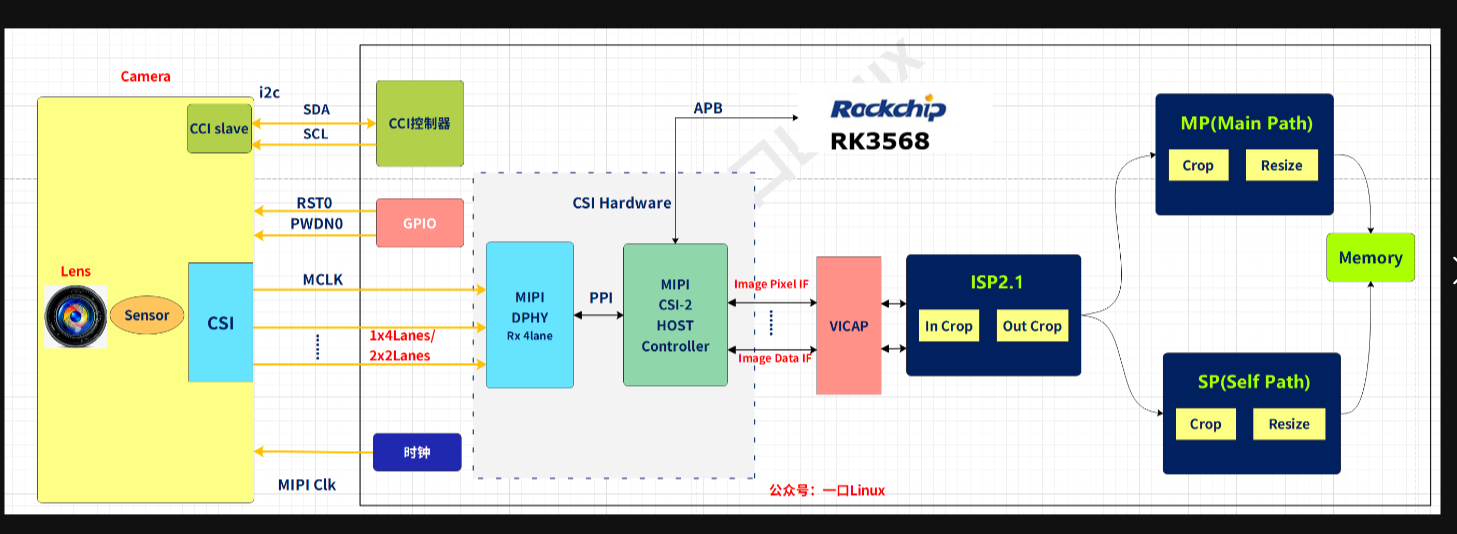 Camera
i2c
CCI slave
SDA
SCL
CCI控制器
RST0
PWDN0
GPIO
Lens
Sensor
CSI
MCLK
1x4Lanes/
2x2Lanes
时钟
MIPI Clk
CSI Hardware
MIPI
DPHY
Rx 4lane
PPI
MIPI
CSI-2
HOST
Controller
APB
Rockchip
RK3568
Image Pixel IF
Image Data IF
VICAP
ISP2.1
In Crop
Out Crop
MP(Main Path)
Crop
Resize
Memory
SP(Self Path)
Crop
Resize
公众号：一口Linux